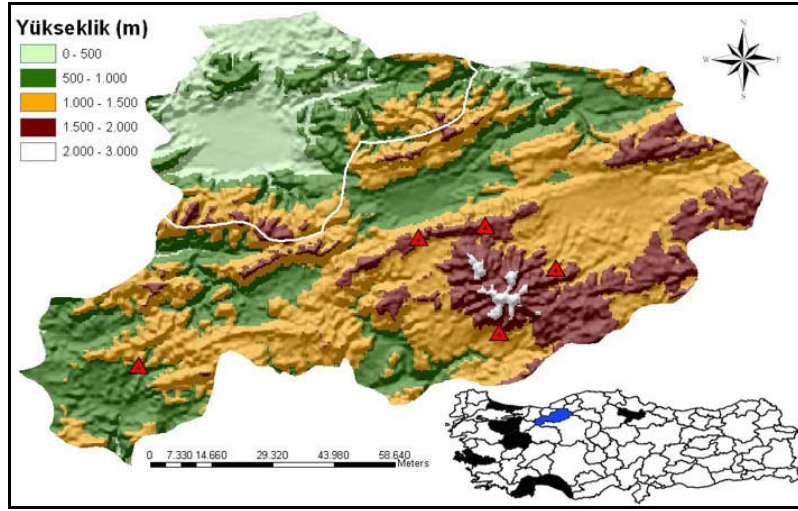 Yükseklik (m)
0 - 500
500 - 1.000
1.000 - 1.500
1.500 - 2.000
2.000 - 3.000
N
W E
S
0 7.330 14.660 29.320 43.980 58.640
Meters